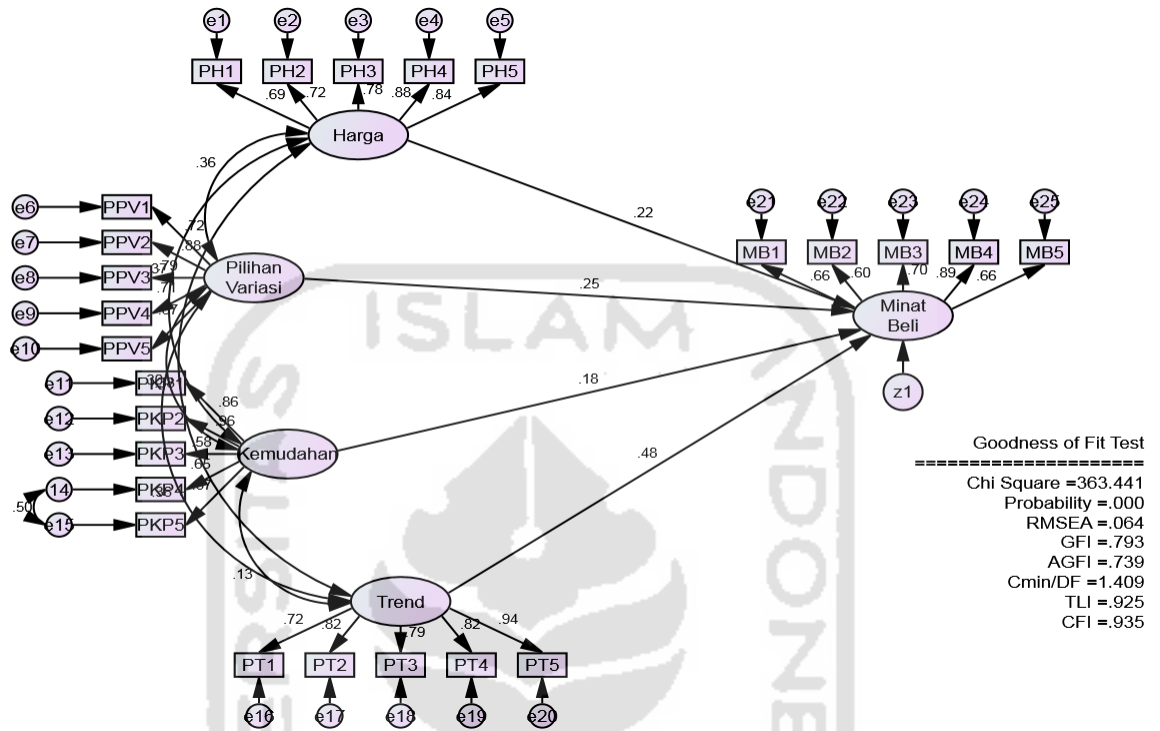 e1 e2 e3 e4 e5
PH1 PH2 PH3 PH4 PH5
.69 .72 .78 .88 .84
Harga
.36
e6 PPV1
e7 PPV2
e8 PPV3
e9 PPV4
e10 PPV5
.72
.88
.79
.71
Pilihan
Variasi
.22
.25
e21 e22 e23 e24 e25
MB1 MB2 MB3 MB4 MB5
.66 .60 .70 .89 .66
Minat
Beli
z1
e11
e12 PKP2
e13 PKP3
14 PKP4
e15 PKP5
.50
.86
.96
.58
Kemudahan
.18
.48
.13
Trend
.72 .82 .79 .82 .94
PT1 PT2 PT3 PT4 PT5
e16 e17 e18 e19 e20
Goodness of Fit Test
=====================
Chi Square =363.441
Probability =.000
RMSEA =.064
GFI =.793
AGFI =.739
Cmin/DF =1.409
TLI =.925
CFI =.935
ISLAM
INDONE